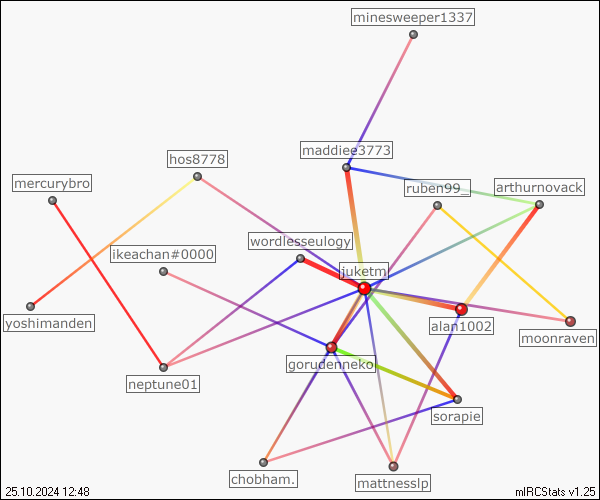 minesweeper1337
maddiee3773
hos8778
mercurybro
ruben99_
arthurnovack
wordlesseulogy
ikeachan#0000
juketm
yoshimanden
alan1002
moonraven
gorudennekoi
neptune01
sorapie
chobham.
mattnesslp
25.10.2024 12:48
mIRCStats v1.25